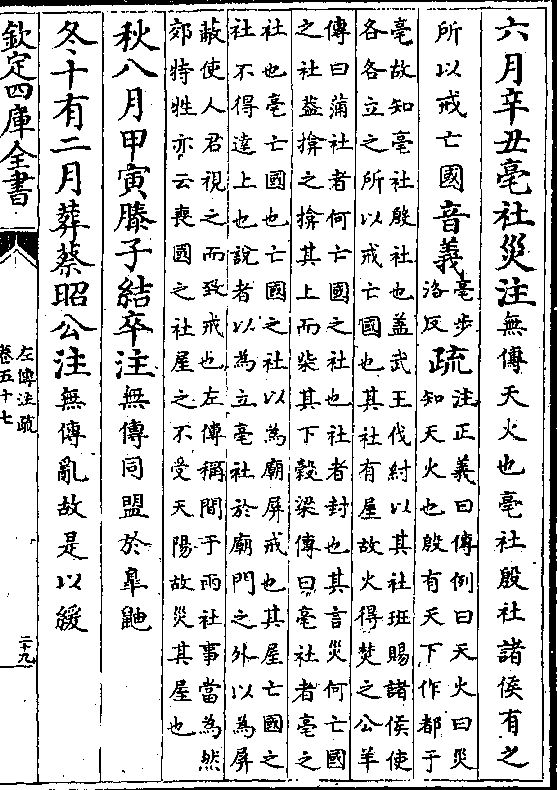 六月辛丑亳社災注無傳天火也亳社殷社諸侯有之
所以戒亡國音義亳步
洛反疏注正義曰傳例曰天火曰災
知天火也殷有天下作都于
亳故知亳社殷社也蓋武王伐紂以其社班賜諸侯使
各各立之所以戒亡國也其社有屋故火得焚之公羊
傳曰蒲社者何亡國之社也社者封也其言災何亡國
之社蓋揜之揜其上而柴其下穀梁傳曰亳社者亳之
社也亳亡國也亡國之社以為廟屏戒也其屋亡國之
社不得達上也說者以為立亳社於廟門之外以為屏
蔽使人君視之而致戒也左傳稱間于兩社事當為然
郊特牲亦云喪國之社屋之不受天陽故災其屋也
秋八月甲寅滕子結卒注無傳同盟於臯鼬
冬十有二月葬蔡昭公注無傳亂故是以緩
欽定四庫全書
左傳注疏
卷五十七
二十九